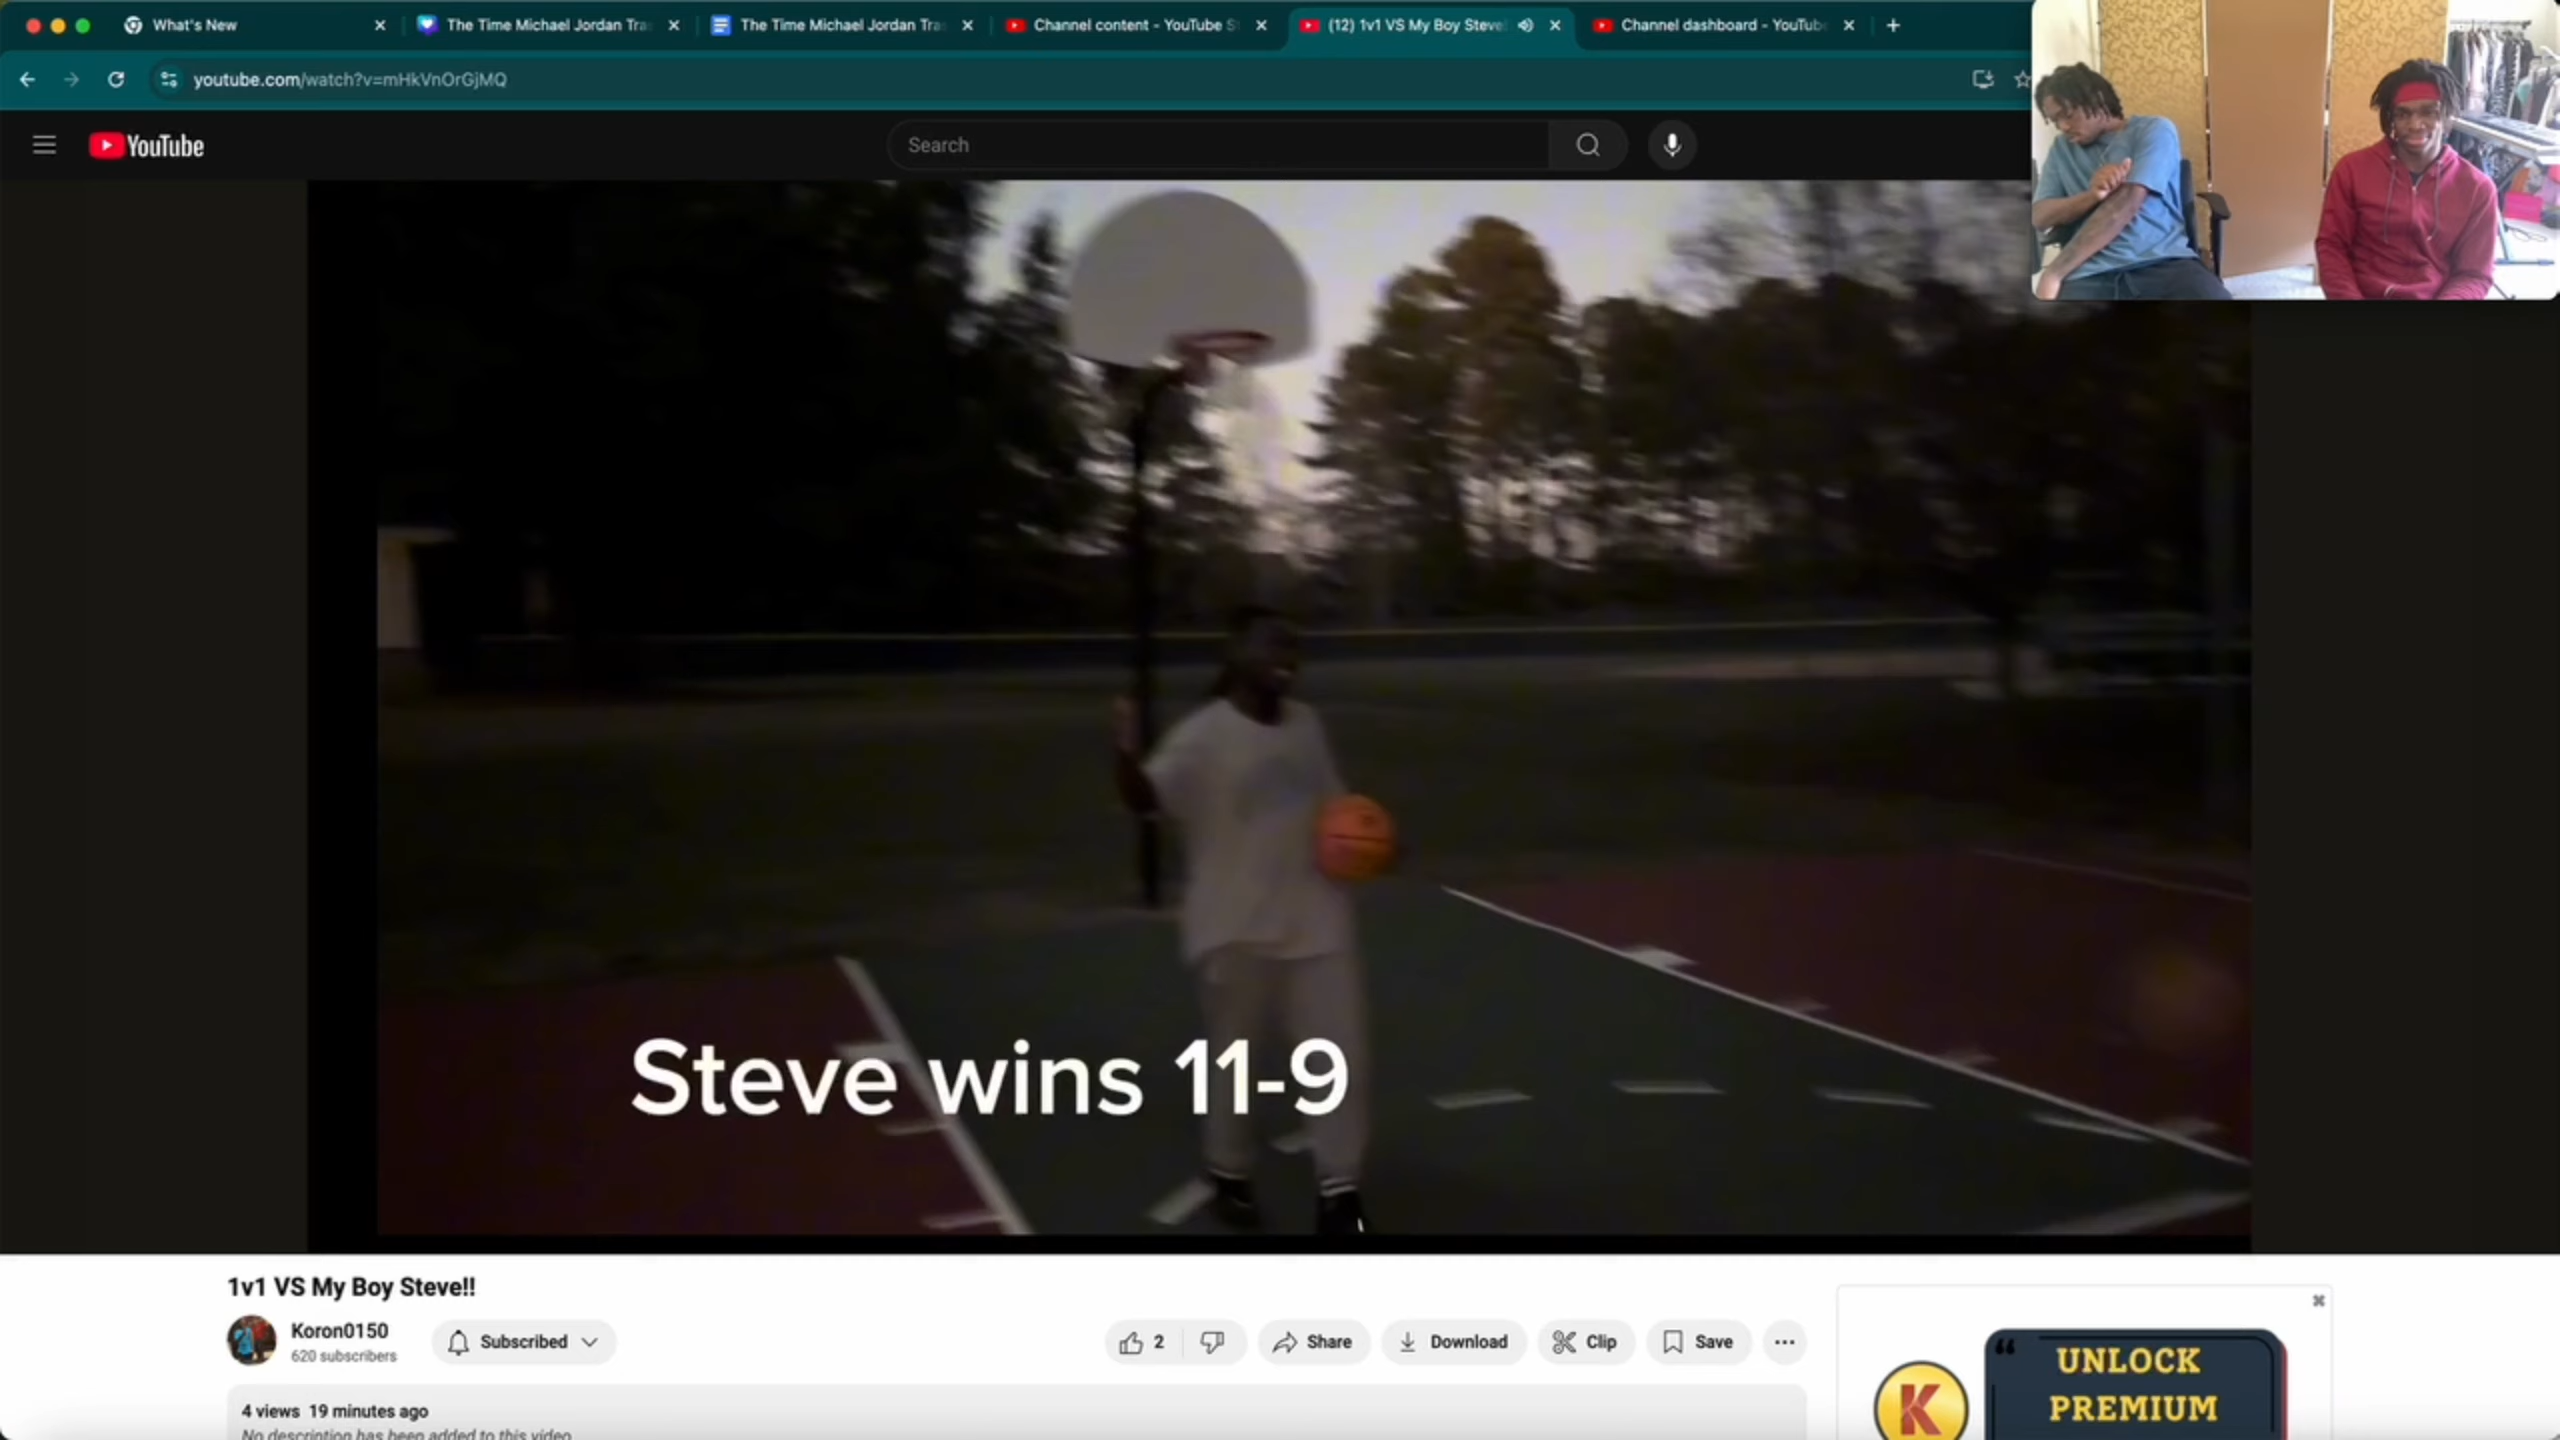 What's New
The Time Michael Jordan Tra
The Time Michael Jordan Tra
Channel content - YouTube S
(12) 1v1 VS My Boy Steve!
Channel dashboard - YouTub
youtube.com/watch?v=mHkVnOrGjMQ
YouTube
Search
Steve wins 11-9
1v1 VS My Boy Steve!!
Koron0150
620 subscribers
Subscribed
2
Share
Download
Clip
Save
4 views 19 minutes ago
No description has been added to this video
K
UNLOCK
PREMIUM